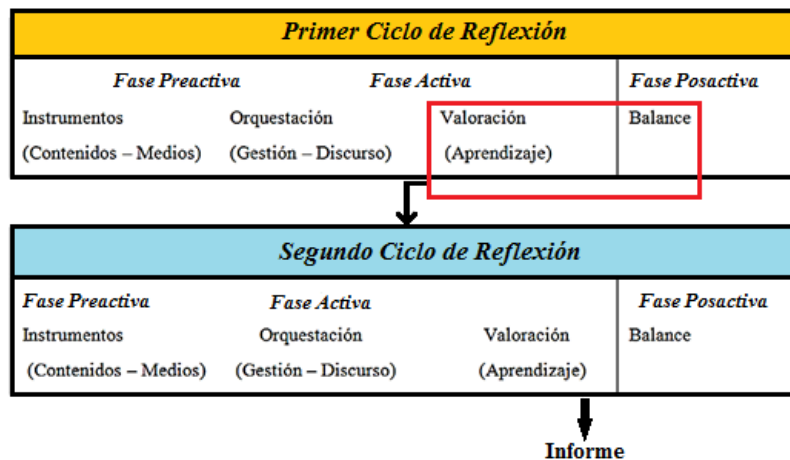 Primer Ciclo de Reflexión
Fase Preactiva Fase Activa Fase Posactiva
Instrumentos Orquestación Valoración Balance
(Contenidos – Medios) (Gestión – Discurso) (Aprendizaje)
Segundo Ciclo de Reflexión
Fase Preactiva Fase Activa Fase Posactiva
Instrumentos Orquestación Valoración Balance
(Contenidos – Medios) (Gestión – Discurso) (Aprendizaje)
Informe